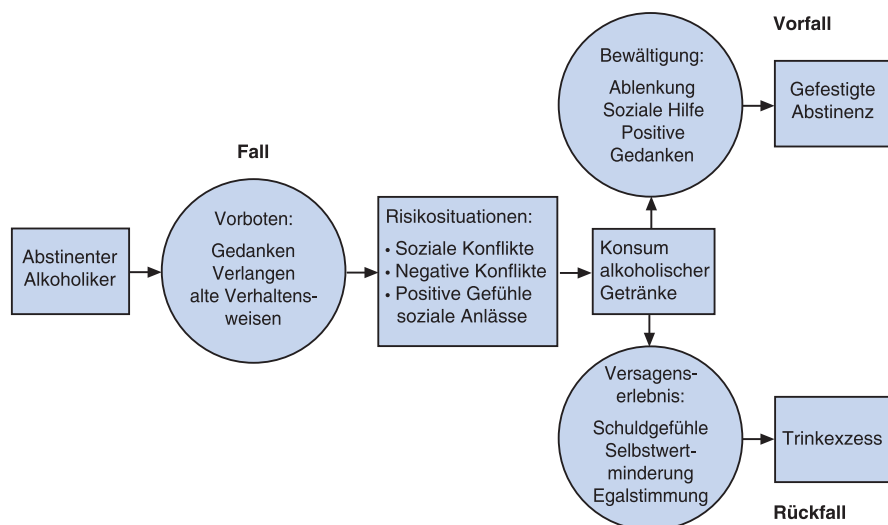 Fall
Abstinenter
Alkoholiker
Vorboten:
Gedanken
Verlangen
alte Verhaltens-
weisen
Risikosituationen:
• Soziale Konflikte
• Negative Konflikte
• Positive Gefühle
soziale Anlässe
Konsum
alkoholischer
Getränke
Vorfall
Bewältigung:
Ablenkung
Soziale Hilfe
Positive
Gedanken
Gefestigte
Abstinenz
Versagens-
erlebnis:
Schuldgefühle
Selbstwert-
minderung
Egalstimmung
Trinkexzess
Rückfall